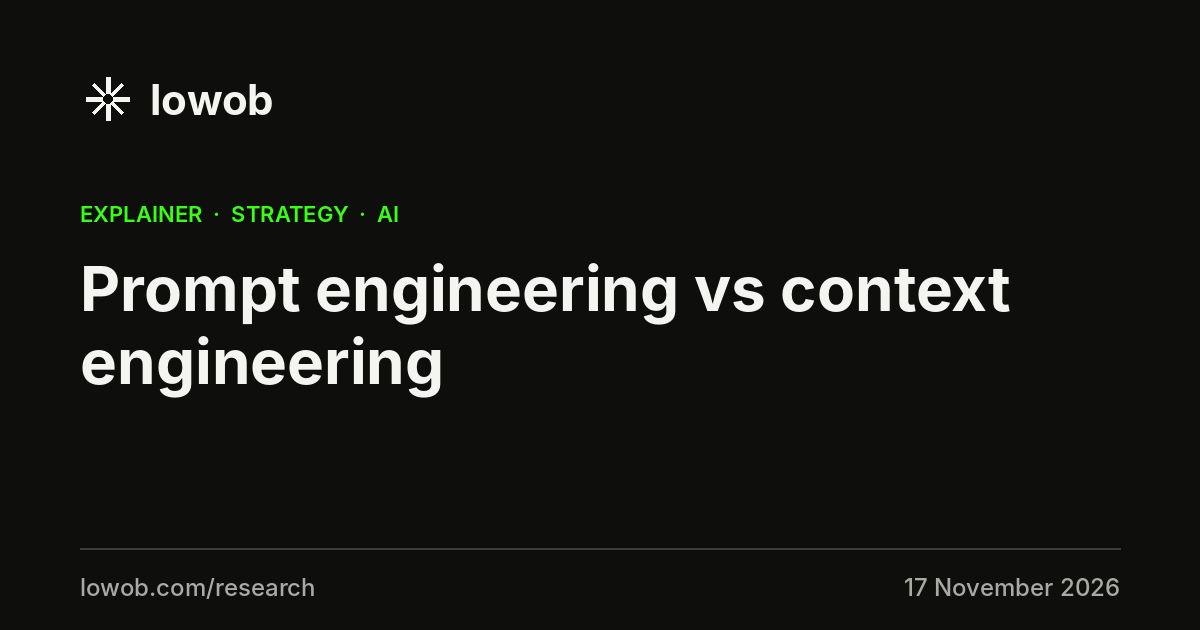 lowob
EXPLAINER · STRATEGY · AI
Prompt engineering vs context
engineering
lowob.com/research
17 November 2026